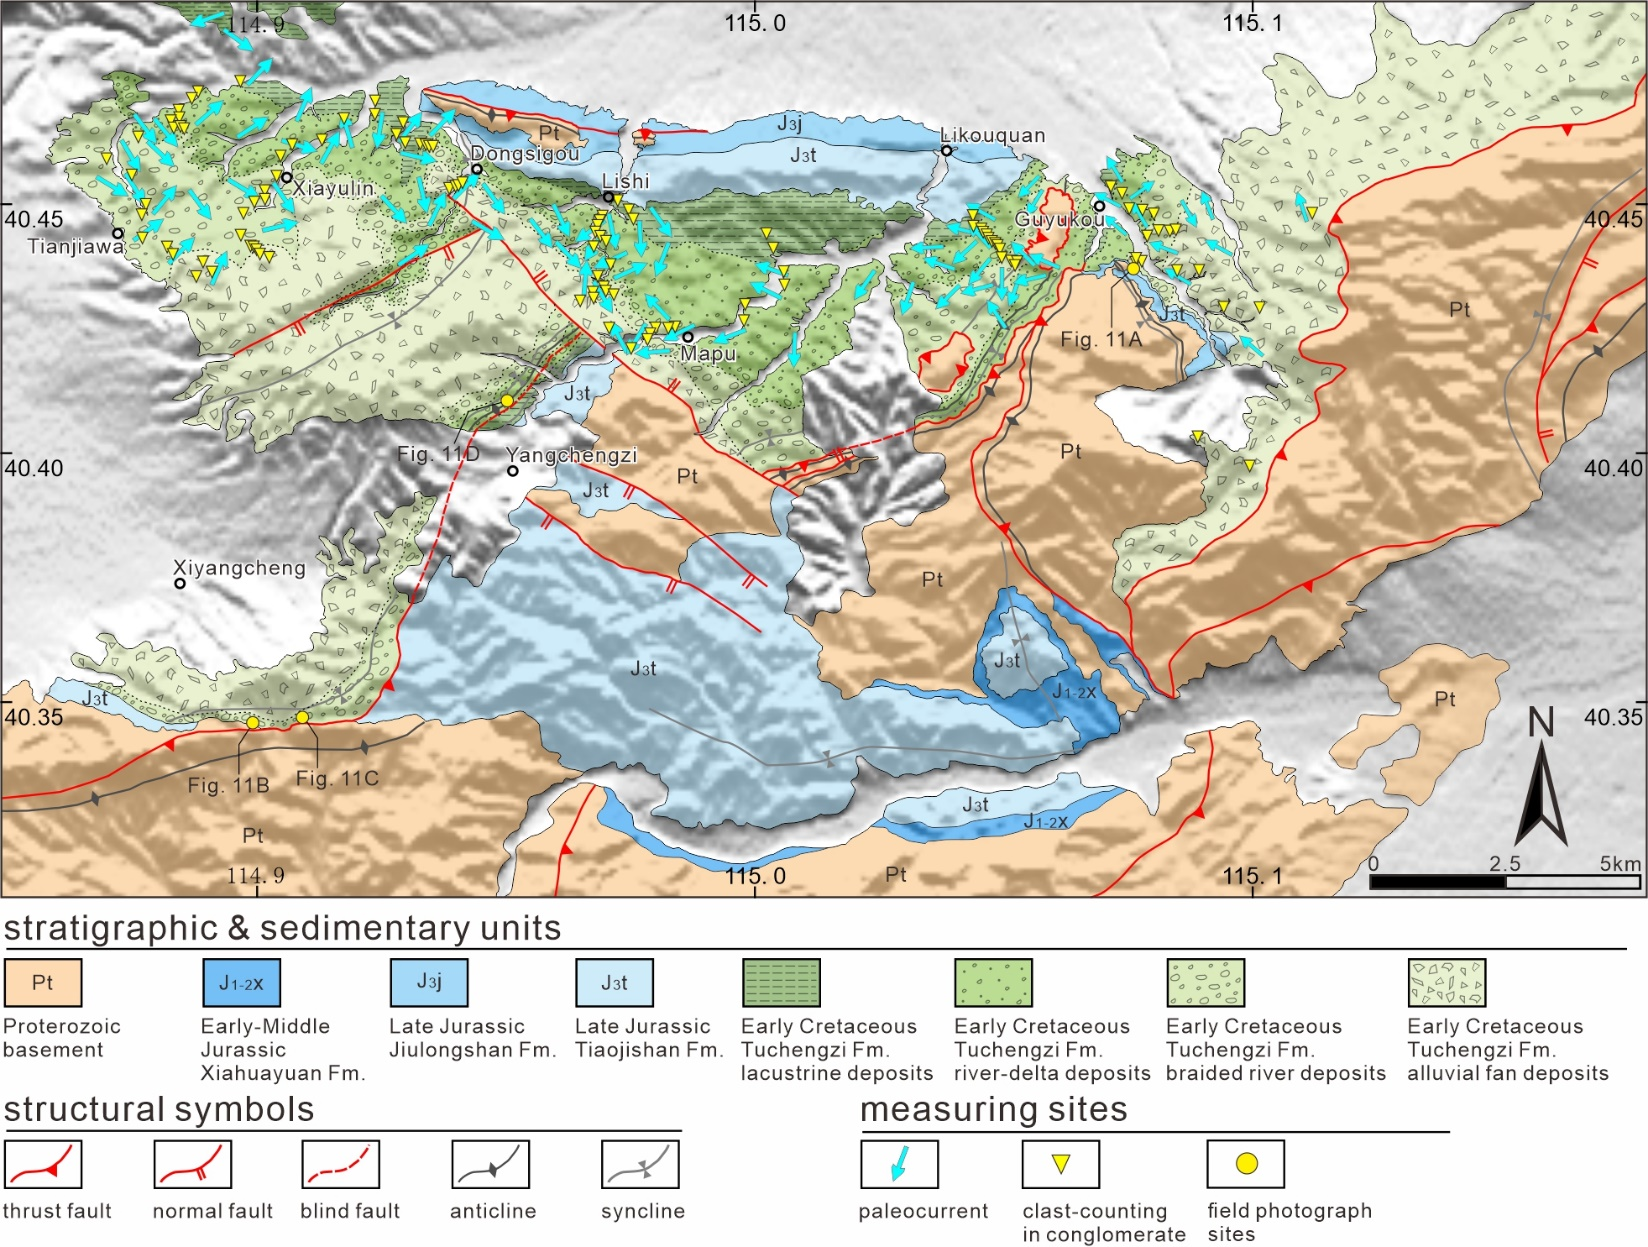 114.9
115.0
115.1
Pt
J3j
J3t
Likouquan
Dongsigou
Xiayulin
Lishi
40.45
Guyukou
40.45
Tianjiawa
Pt
J3t
Fig. 11A
Mapu
J3t
Fig. 11D
Yangchengzi
Pt
40.40
Pt
40.40
J3t
Xiyangcheng
Pt
J3t
J3t
J1-2x
J3t
Pt
40.35
40.35
N
Fig. 11B
Fig. 11C
J3t
J1-2x
Pt
114.9
115.0
Pt
115.1
0 2.5 5km
stratigraphic & sedimentary units
Pt
J1-2x
J3j
J3t
Proterozoic
basement
Early-Middle
Jurassic
Xiahuayuan Fm.
Late Jurassic
Jiulongshan Fm.
Late Jurassic
Tiaojishan Fm.
Early Cretaceous
Tuchengzi Fm.
lacustrine deposits
Early Cretaceous
Tuchengzi Fm.
river-delta deposits
Early Cretaceous
Tuchengzi Fm.
braided river deposits
Early Cretaceous
Tuchengzi Fm.
alluvial fan deposits
structural symbols
measuring sites
thrust fault
normal fault
blind fault
anticline
syncline
paleocurrent
clast-counting
in conglomerate
field photograph
sites